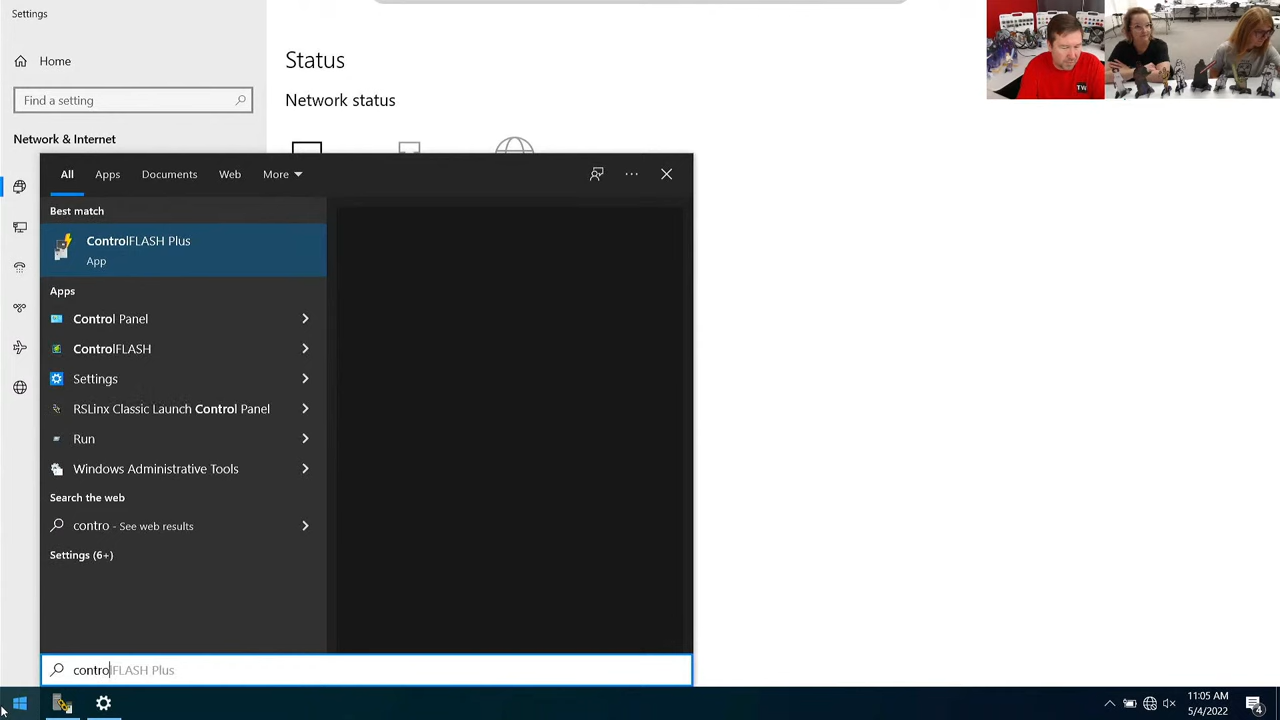 Settings
Home
Find a setting
Network & Internet
Status
Network status
All Apps Documents Web More
Best match
ControlFLASH Plus
App
Apps
Control Panel
ControlFLASH
Settings
RSLinx Classic Launch Control Panel
Run
Windows Administrative Tools
Search the web
contro - See web results
Settings (6+)
controlFLASH Plus
11:05 AM
5/4/2022
4
TW